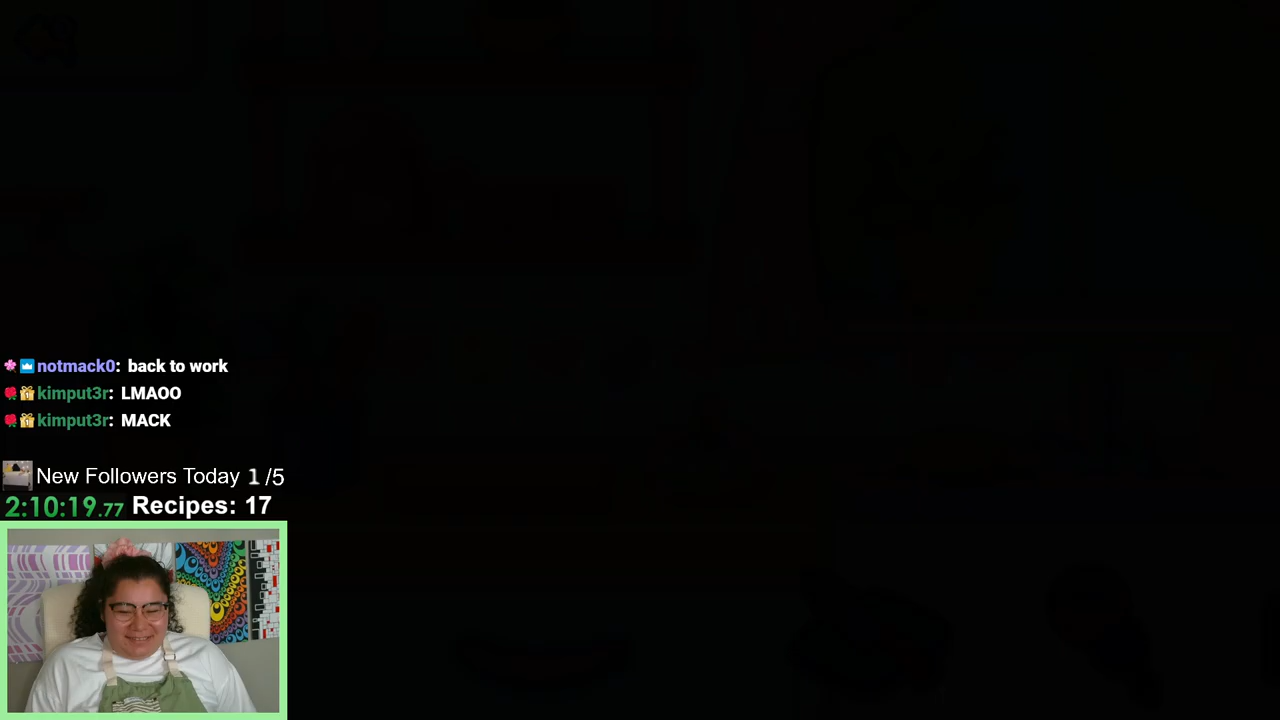 notmack0: back to work
kimput3r: LMAOO
kimput3r: MACK
New Followers Today 1/5
2:10:19.77 Recipes: 17